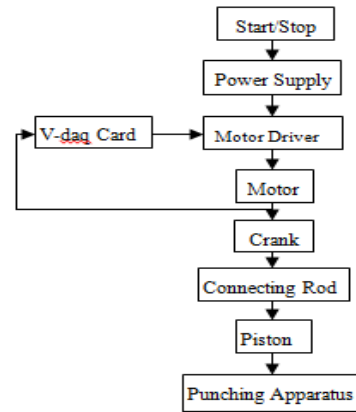 Start/Stop
Power Supply
V-daq Card
Motor Driver
Motor
Crank
Connecting Rod
Piston
Punching Apparatus